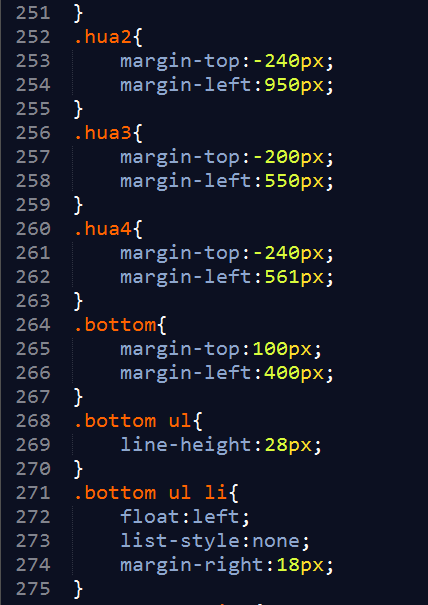 251 }
252 .hua2{
253     margin-top:-240px;
254     margin-left:950px;
255 }
256 .hua3{
257     margin-top:-200px;
258     margin-left:550px;
259 }
260 .hua4{
261     margin-top:-240px;
262     margin-left:561px;
263 }
264 .bottom{
265     margin-top:100px;
266     margin-left:400px;
267 }
268 .bottom ul{
269     line-height:28px;
270 }
271 .bottom ul li{
272     float:left;
273     list-style:none;
274     margin-right:18px;
275 }